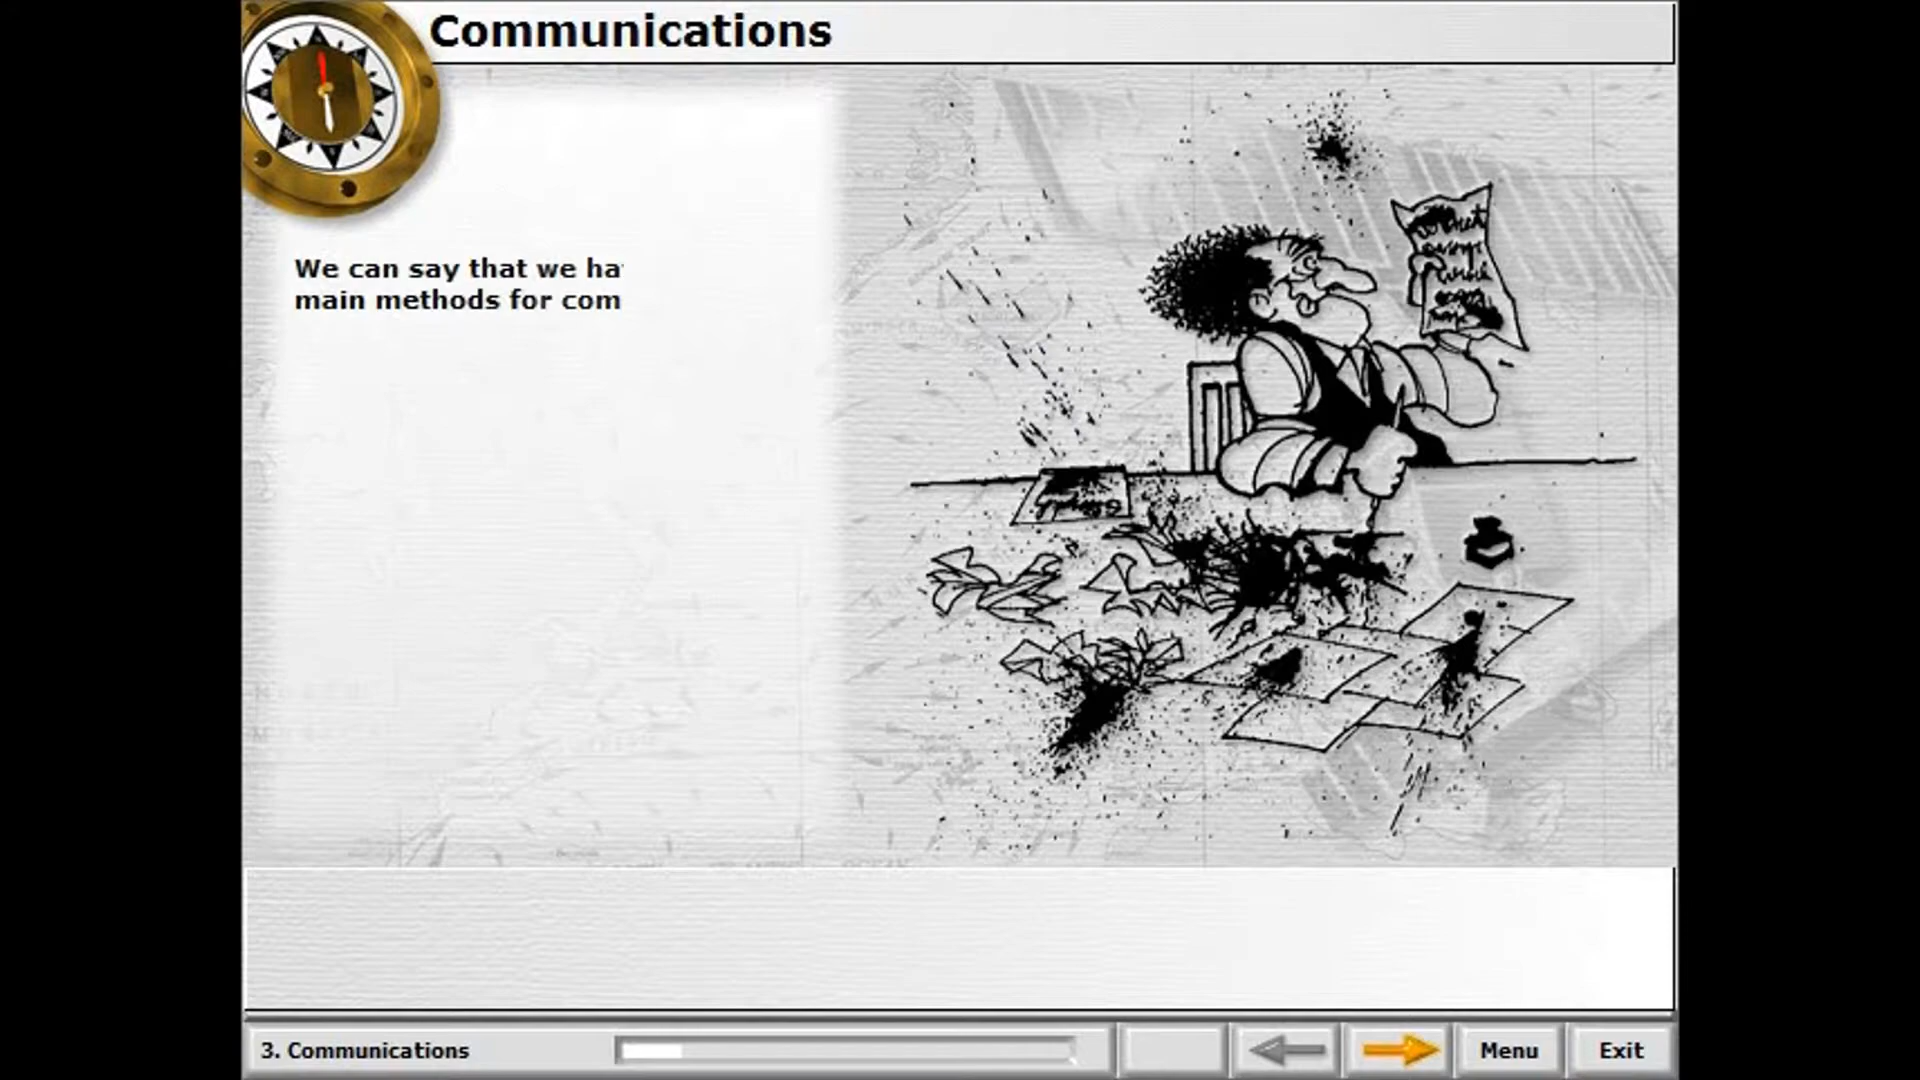 Communications
We can say that we ha
main methods for com
3. Communications
Menu
Exit